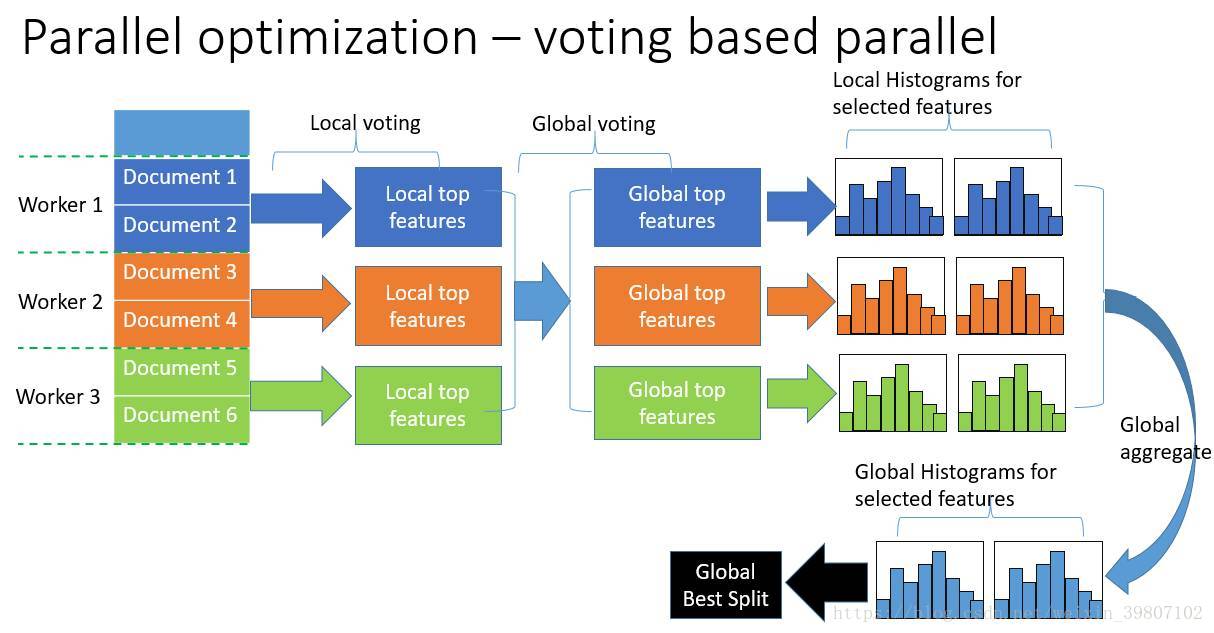 Parallel optimization – voting based parallel
Local Histograms for
selected features
Local voting
Global voting
Worker 1
Document 1
Document 2
Local top
features
Global top
features
Worker 2
Document 3
Document 4
Local top
features
Global top
features
Worker 3
Document 5
Document 6
Local top
features
Global top
features
Global
aggregate
Global Histograms for
selected features
Global
Best Split
https://blog.csdn.net/weixin_39807102